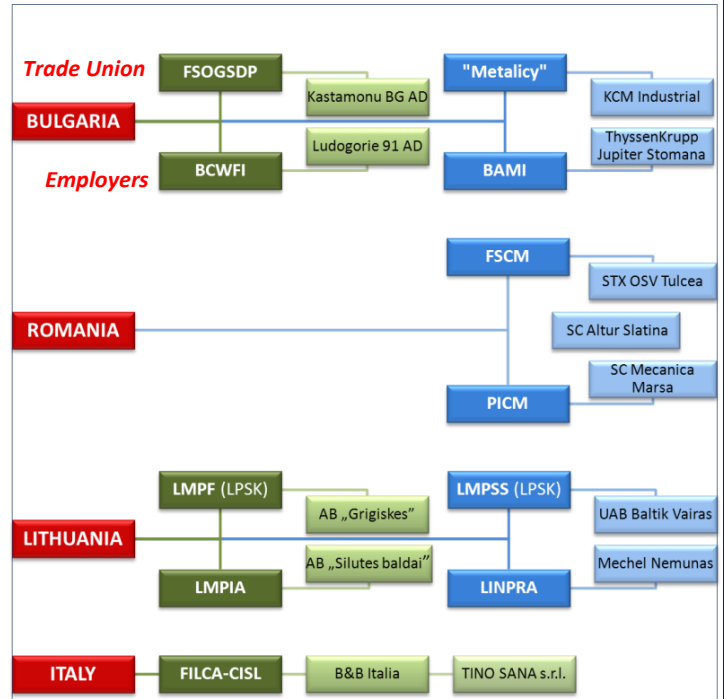 Trade Union
FSOGSDP
"Metalicy"
Kastamonu BG AD
KCM Industrial
BULGARIA
Ludogorie 91 AD
ThyssenKrupp
Jupiter Stomana
Employers
BCWFI
BAMI
FSCM
STX OSV Tulcea
ROMANIA
SC Altur Slatina
SC Mecanica
Marsa
PICM
LMPF (LPSK)
LMPSS (LPSK)
AB „Grigiskes”
UAB Baltik Vairas
LITHUANIA
AB „Silutes baldai”
Mechel Nemunas
LMPIA
LINPRA
ITALY
FILCA-CISL
B&B Italia
TINO SANA s.r.l.